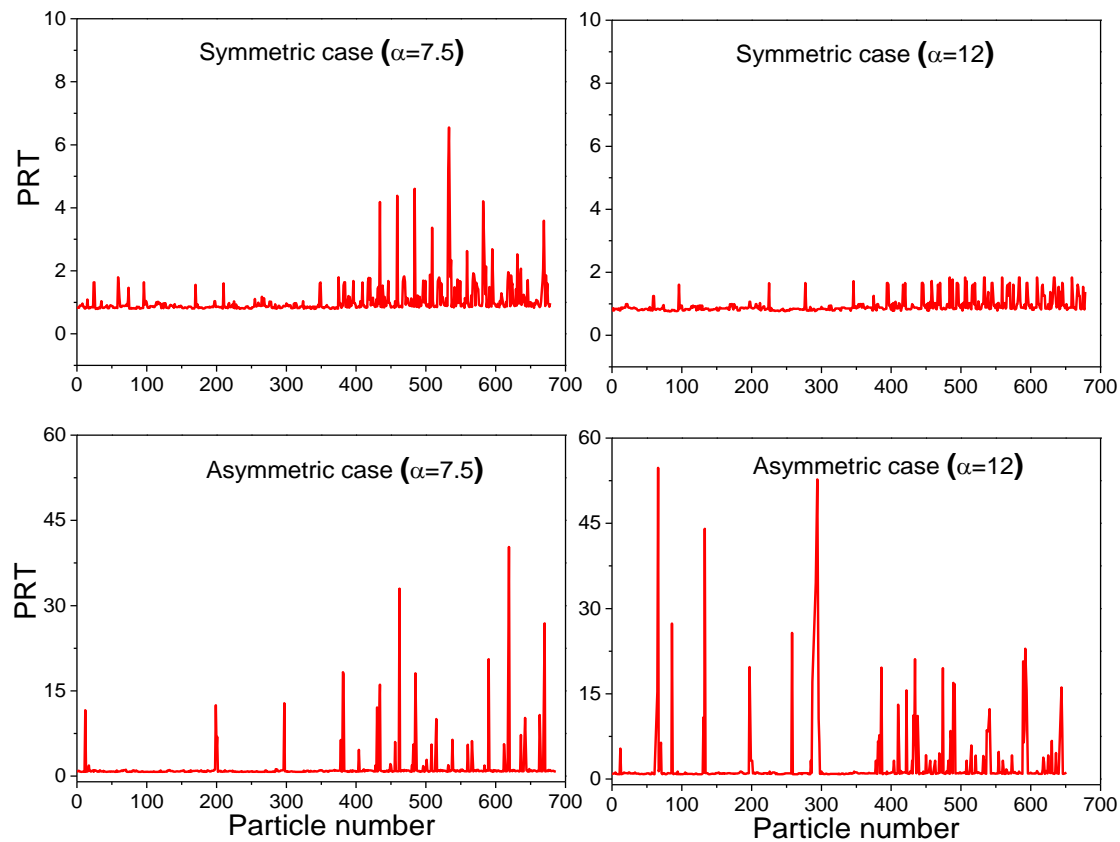 Symmetric case (α=7.5)
PRT
10
8
6
4
2
0
0 100 200 300 400 500 600 700
Symmetric case (α=12)
10
8
6
4
2
0
0 100 200 300 400 500 600 700
Asymmetric case (α=7.5)
PRT
60
45
30
15
0
0 100 200 300 400 500 600 700
Particle number
Asymmetric case (α=12)
60
45
30
15
0
0 100 200 300 400 500 600 700
Particle number